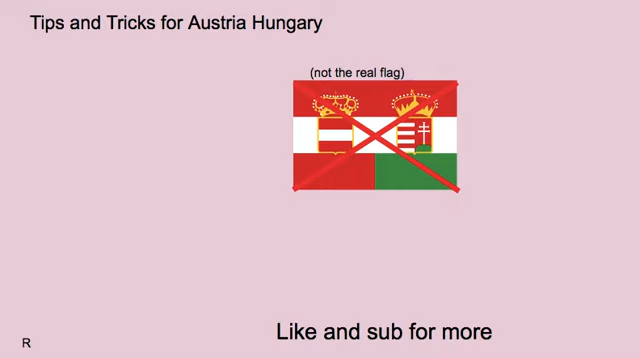 Tips and Tricks for Austria Hungary
(not the real flag)
Like and sub for more
R